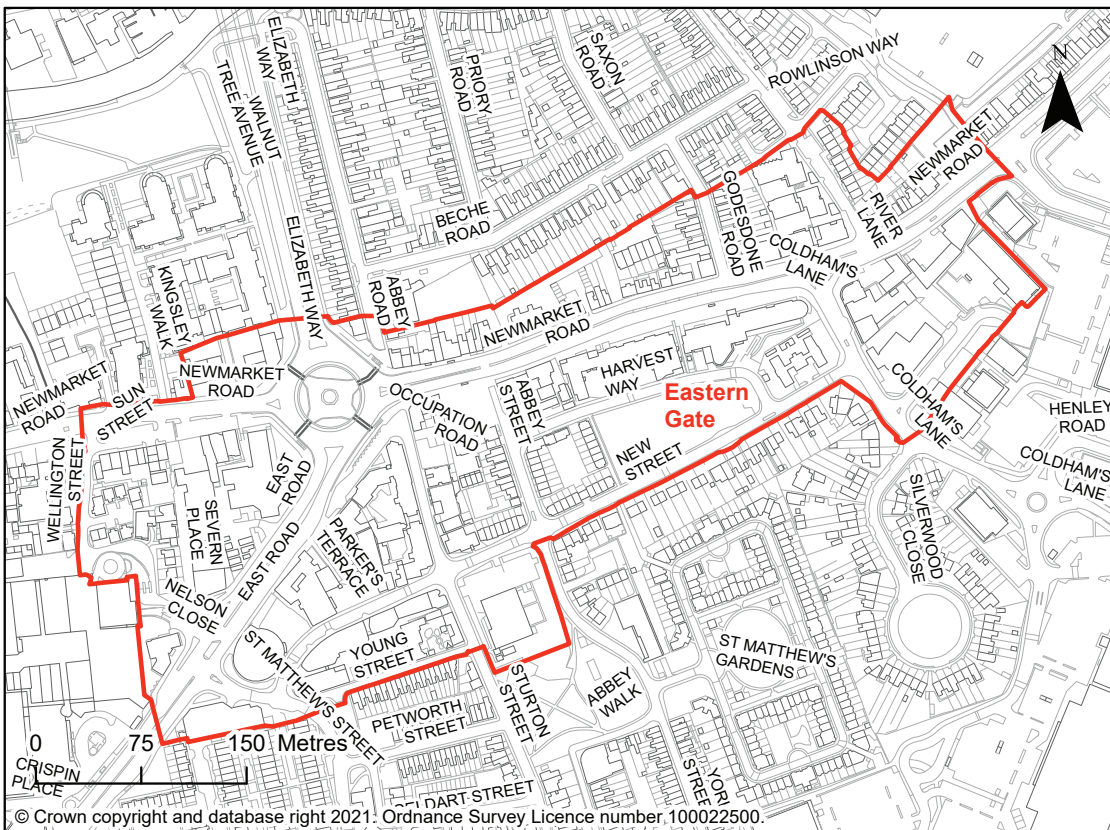 ELIZABETH
WAY
WALNUT
TREE AVENUE
PRIORY
ROAD
SAXON
ROAD
ROWLINSON WAY
N
NEWMARKET
ROAD
ELIZABETH WAY
BECHE
ROAD
GODESDONE
ROAD
RIVER
LANE
COLDHAM'S
LANE
KINGSLEY
WALK
ABBEY
ROAD
NEWMARKET
ROAD
NEWMARKET
ROAD
NEWMARKET
ROAD
SUN
STREET
HARVEST
WAY
OCCUPATION
ROAD
ABBEY
STREET
Eastern
Gate
COLDHAM'S
LANE
HENLEY
ROAD
COLDHAM'S
LANE
WELLINGTON
STREET
SEVERN
PLACE
EAST
ROAD
EAST ROAD
NEW
STREET
PARKER'S
TERRACE
SILVERWOOD
CLOSE
NELSON
CLOSE
YOUNG
STREET
ST MATTHEW'S STREET
ST MATTHEW'S
GARDENS
STURTON
STREET
ABBEY
WALK
PETWORTH
STREET
0 75 150 Metres
CRISPIN
PLACE
STREET
© Crown copyright and database right 2021. Ordnance Survey Licence number 100022500.